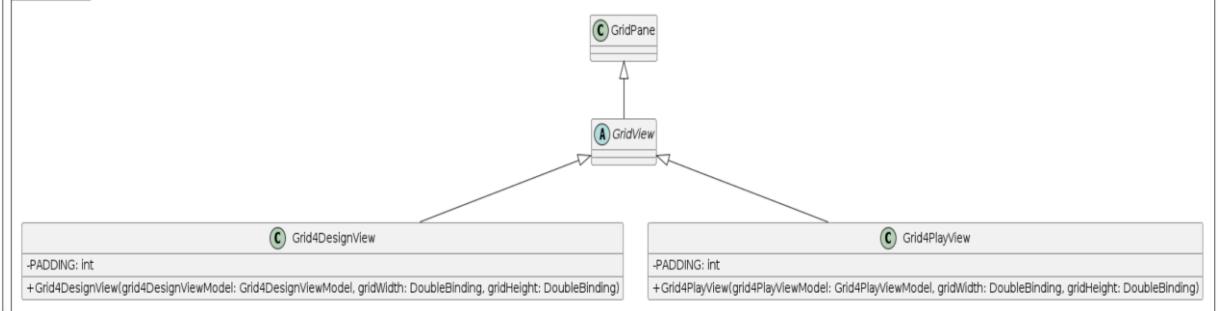 C GridPane
A GridView
C Grid4DesignView
-PADDING: int
+Grid4DesignView(grid4DesignViewModel: Grid4DesignViewModel, gridWidth: DoubleBinding, gridHeight: DoubleBinding)
C Grid4PlayView
-PADDING: int
+Grid4PlayView(grid4PlayViewModel: Grid4PlayViewModel, gridWidth: DoubleBinding, gridHeight: DoubleBinding)